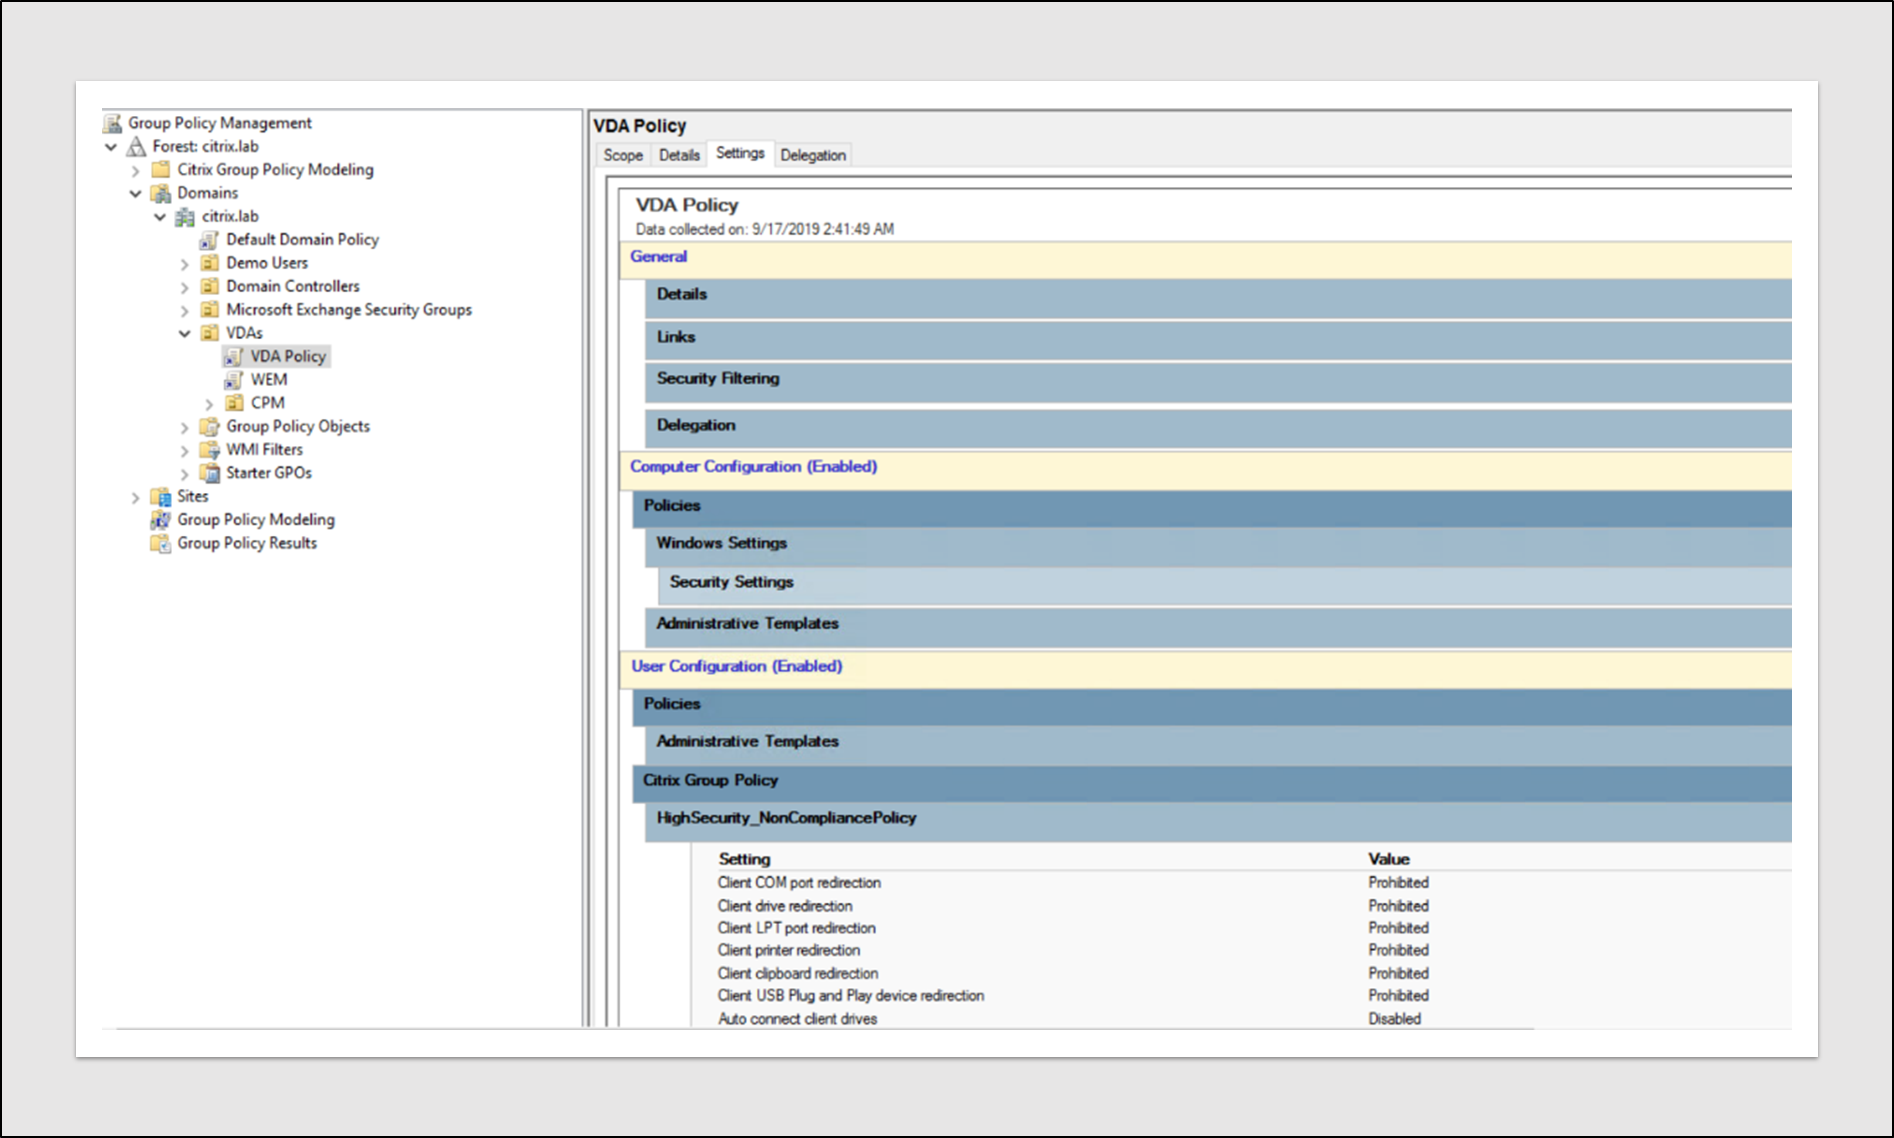 Group Policy Management
Forest: citrix.lab
Citrix Group Policy Modeling
Domains
citrix.lab
Default Domain Policy
Demo Users
Domain Controllers
Microsoft Exchange Security Groups
VDAs
VDA Policy
WEM
CPM
Group Policy Objects
WMI Filters
Starter GPOs
Sites
Group Policy Modeling
Group Policy Results
VDA Policy
Scope Details Settings Delegation
VDA Policy
Data collected on: 9/17/2019 2:41:49 AM
General
Details
Links
Security Filtering
Delegation
Computer Configuration (Enabled)
Policies
Windows Settings
Security Settings
Administrative Templates
User Configuration (Enabled)
Policies
Administrative Templates
Citrix Group Policy
HighSecurity_NonCompliancePolicy
Setting Value
Client COM port redirection Prohibited
Client drive redirection Prohibited
Client LPT port redirection Prohibited
Client printer redirection Prohibited
Client clipboard redirection Prohibited
Client USB Plug and Play device redirection Prohibited
Auto connect client drives Disabled